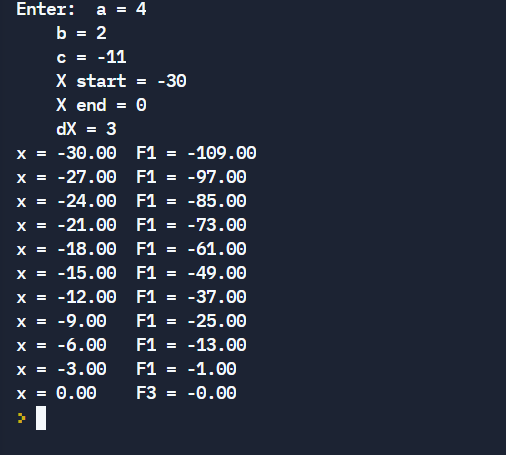 Enter:  a = 4
    b = 2
    c = -11
    X start = -30
    X end = 0
    dX = 3
x = -30.00  F1 = -109.00
x = -27.00  F1 = -97.00
x = -24.00  F1 = -85.00
x = -21.00  F1 = -73.00
x = -18.00  F1 = -61.00
x = -15.00  F1 = -49.00
x = -12.00  F1 = -37.00
x = -9.00   F1 = -25.00
x = -6.00   F1 = -13.00
x = -3.00   F1 = -1.00
x = 0.00    F3 = -0.00
>